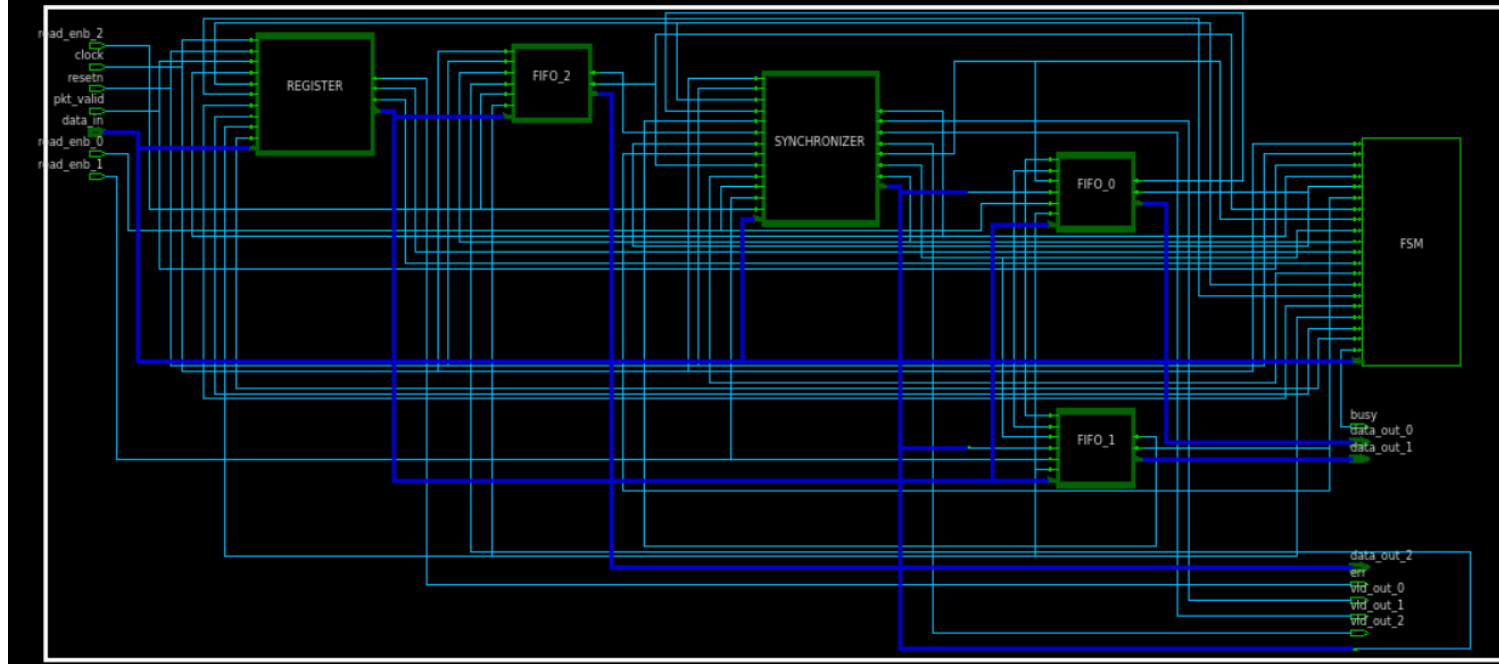 read_enb_2
clock
resetn
pkt_valid
data_in
read_enb_0
read_enb_1
REGISTER
FIFO_2
SYNCHRONIZER
FIFO_0
FSM
FIFO_1
busy
data_out_0
data_out_1
data_out_2
err
vld_out_0
vld_out_1
vld_out_2